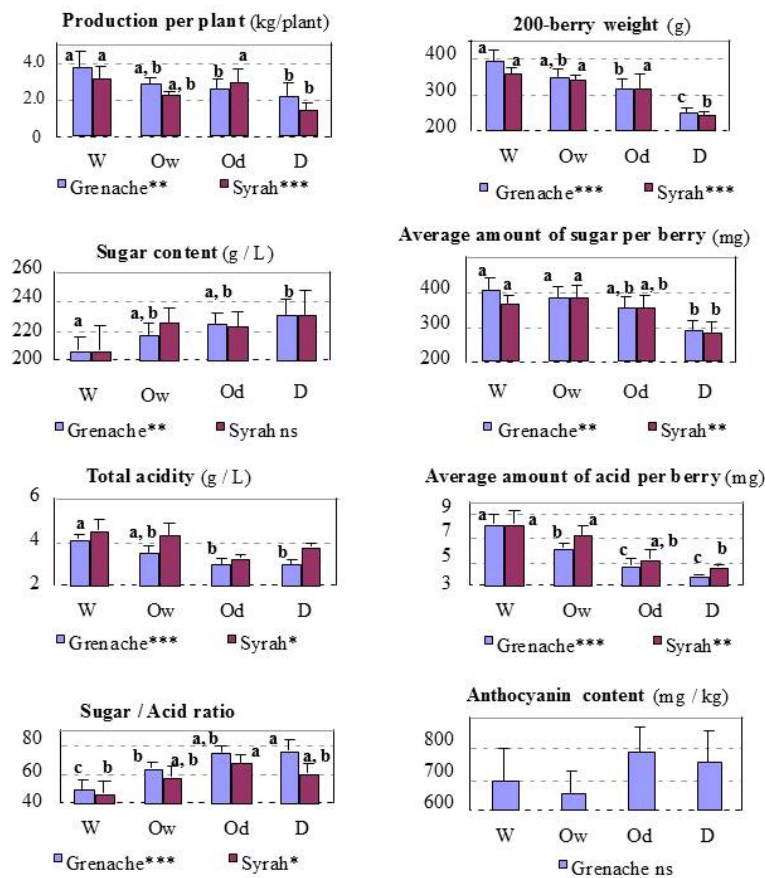 Production per plant (kg/plant)
a a a, b a, b b a b b
4.0
2.0
0
W Ow Od D
Grenache** Syrah***
200-berry weight (g)
a a a, b a b a c b
400
300
200
W Ow Od D
Grenache*** Syrah***
Sugar content (g / L)
a a, b a, b b
260
240
220
200
W Ow Od D
Grenache** Syrah ns
Average amount of sugar per berry (mg)
a a a a a, b a, b b b
400
300
200
W Ow Od D
Grenache** Syrah**
Total acidity (g / L)
a a, b b b
6
4
2
W Ow Od D
Grenache*** Syrah*
Average amount of acid per berry (mg)
a a b a c a, b c b
9
7
5
3
W Ow Od D
Grenache*** Syrah**
Sugar / Acid ratio
c b b a, b a, b a a a, b
80
60
40
W Ow Od D
Grenache*** Syrah*
Anthocyanin content (mg / kg)
800
700
600
W Ow Od D
Grenache ns